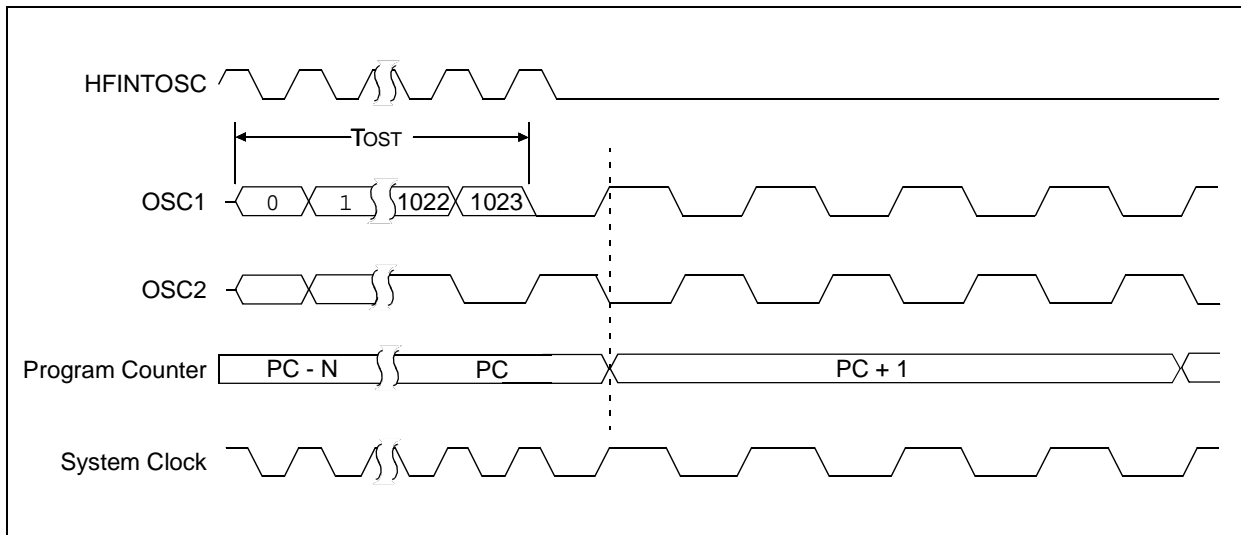 HFINTOSC
TOST
OSC1 0 1 1022 1023
OSC2
Program Counter PC - N PC PC + 1
System Clock